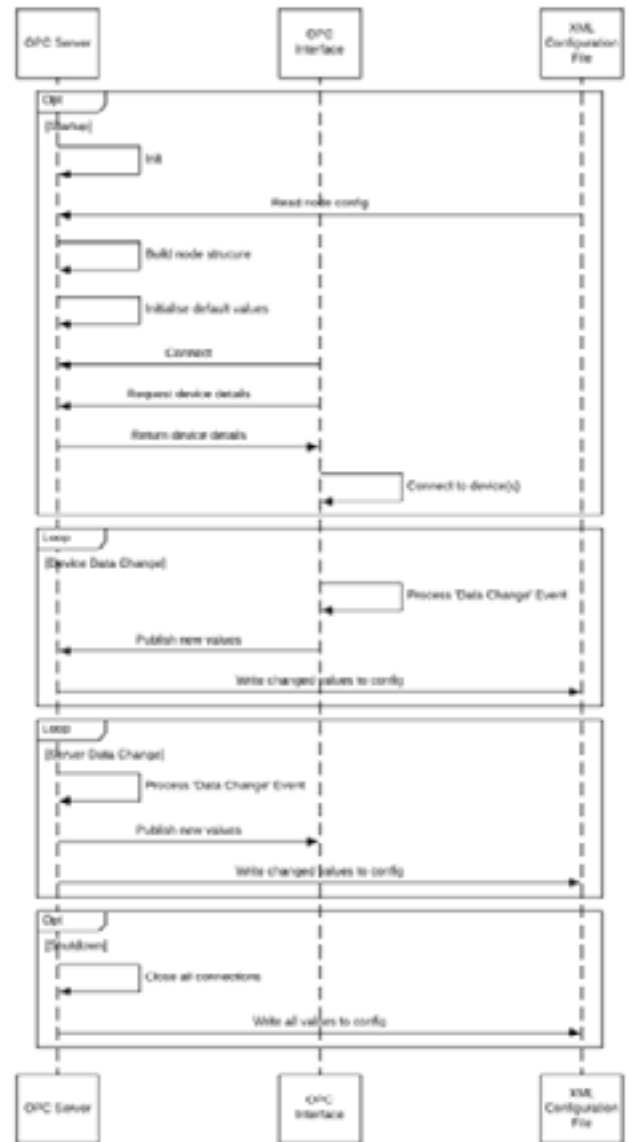 OPC Server
OPC
Interface
XML
Configuration
File
Opt
[Startup]
Init
Read node config
Build node strucure
Initialise default values
Connect
Request device details
Return device details
Connect to device(s)
Loop
[Device Data Change]
Process 'Data Change' Event
Publish new values
Write changed values to config
Loop
[Server Data Change]
Process 'Data Change' Event
Publish new values
Write changed values to config
Opt
[Shutdown]
Close all connections
Write all values to config
OPC Server
OPC
Interface
XML
Configuration
File